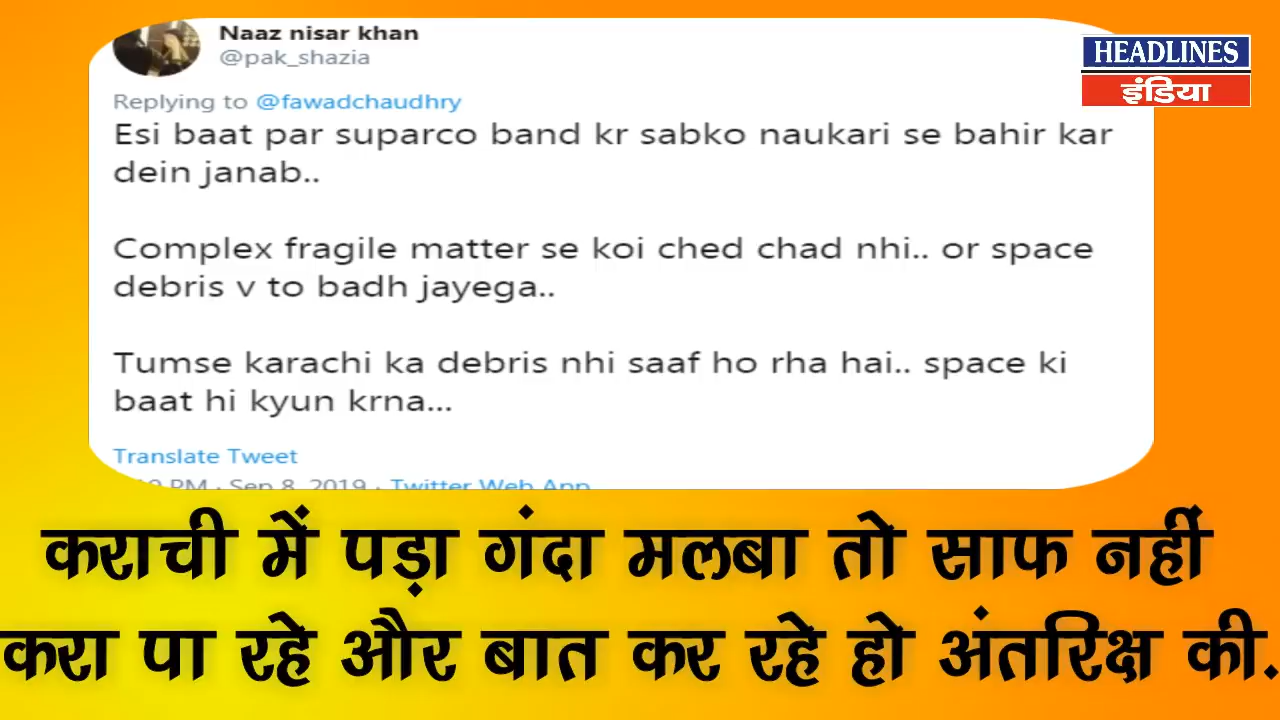 Naaz nisar khan
@pak_shazia
HEADLINES
इंडिया
Replying to @fawadchaudhry
Esi baat par suparco band kr sabko naukari se bahir kar
dein janab..
Complex fragile matter se koi ched chad nhi.. or space
debris v to badh jayega..
Tumse karachi ka debris nhi saaf ho rha hai.. space ki
baat hi kyun krna...
Translate Tweet
PM · Sep 8, 2019 · Twitter Web App
कराची में पड़ा गंदा मलबा तो साफ नहीं
करा पा रहे और बात कर रहे हो अंतरिक्ष की.